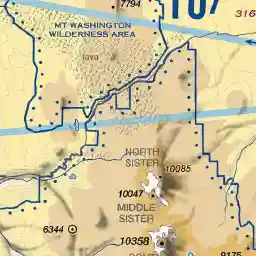 7794
107
316
MT WASHINGTON
WILDERNESS AREA
lava
NORTH
SISTER
10085
10047
MIDDLE
SISTER
6344
10358
9175